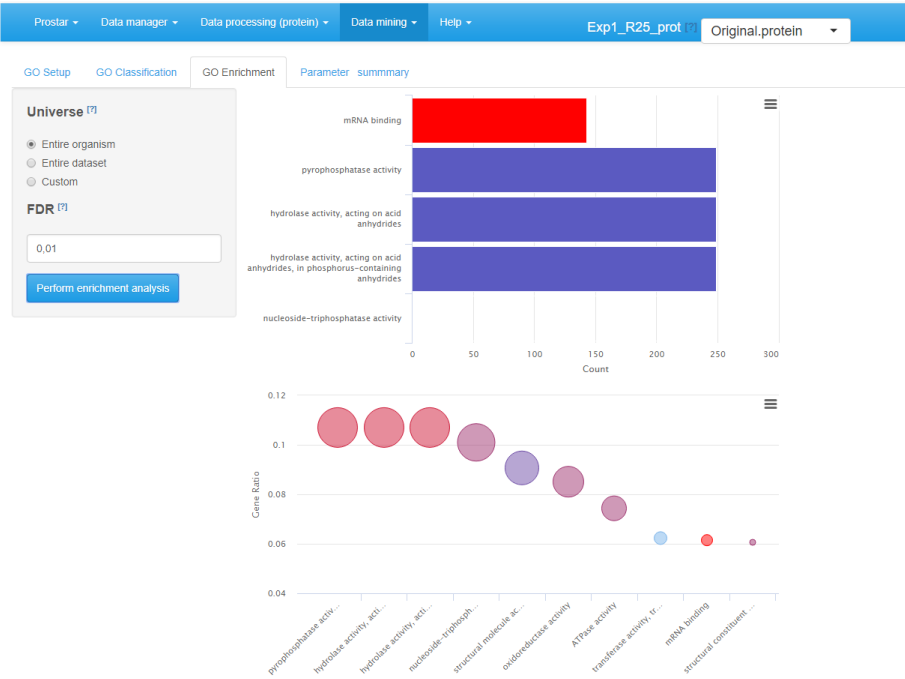 Prostar Data manager Data processing (protein) Data mining Help Exp1_R25_prot [?] Original.protein
GO Setup GO Classification GO Enrichment Parameter summmary
Universe [?]
Entire organism
Entire dataset
Custom
FDR [?]
0,01
Perform enrichment analysis
mRNA binding
pyrophosphatase activity
hydrolase activity, acting on acid
anhydrides
hydrolase activity, acting on acid
anhydrides, in phosphorus-containing
anhydrides
nucleoside-triphosphatase activity
0 50 100 150 200 250 300
Count
0.12
0.1
0.08
0.06
0.04
Gene Ratio
pyrophosphatase activ...
hydrolase activity, acti...
hydrolase activity, acti...
nucleoside-triphosph...
structural molecule ac...
oxidoreductase activity
ATPase activity
transferase activity, tr...
mRNA binding
structural constituent ...